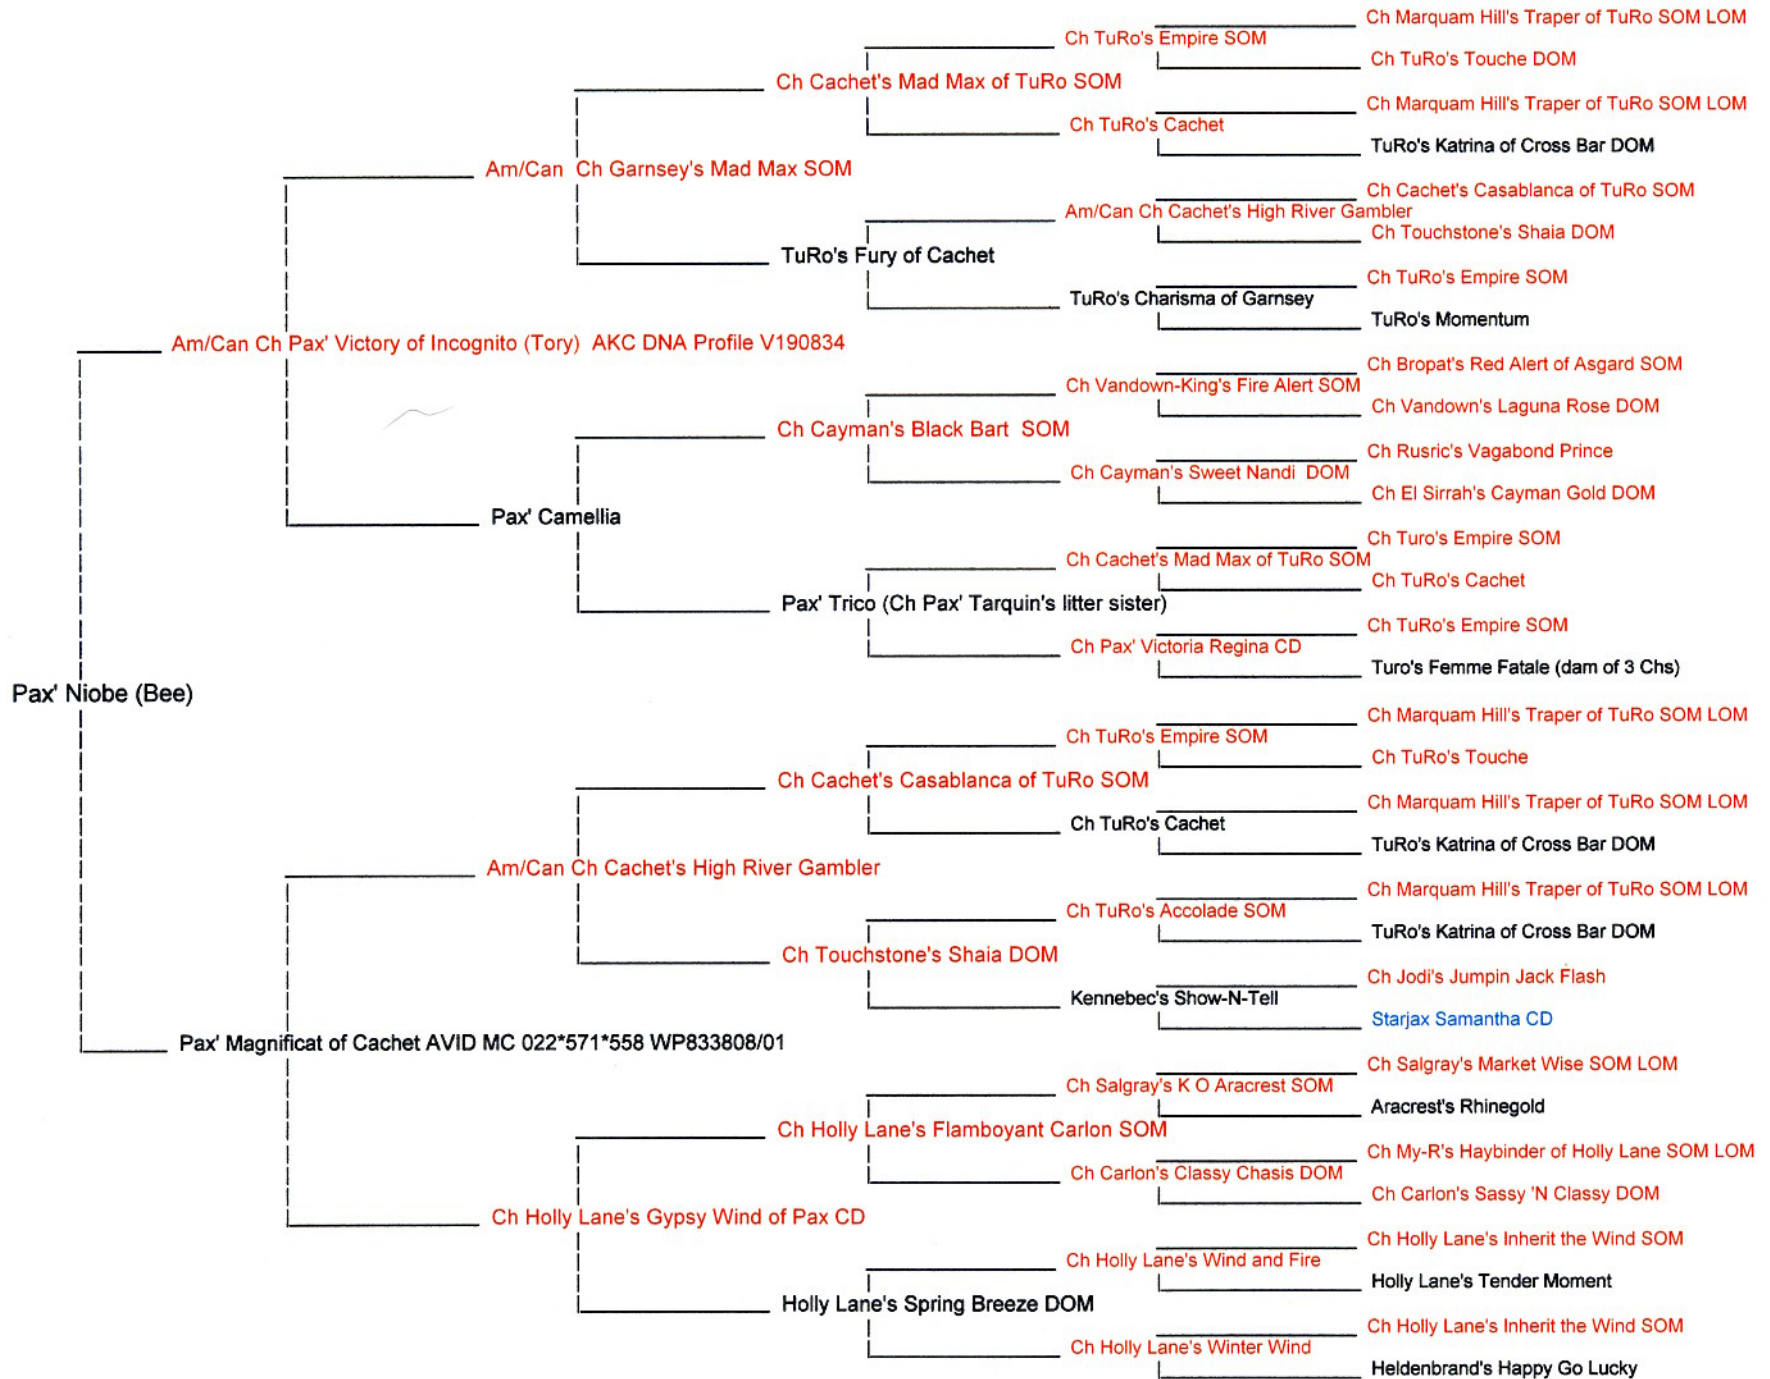 Ch Marquam Hill's Traper of TuRo SOM LOM
Ch TuRo's Empire SOM
Ch TuRo's Touche DOM
Ch Cachet's Mad Max of TuRo SOM
Ch Marquam Hill's Traper of TuRo SOM LOM
Ch TuRo's Cachet
TuRo's Katrina of Cross Bar DOM
Am/Can Ch Garnsey's Mad Max SOM
Ch Cachet's Casablanca of TuRo SOM
Am/Can Ch Cachet's High River Gambler
Ch Touchstone's Shaia DOM
TuRo's Fury of Cachet
Ch TuRo's Empire SOM
TuRo's Charisma of Garnsey
TuRo's Momentum
Am/Can Ch Pax' Victory of Incognito (Tory) AKC DNA Profile V190834
Ch Bropat's Red Alert of Asgard SOM
Ch Vandown-King's Fire Alert SOM
Ch Vandown's Laguna Rose DOM
Ch Cayman's Black Bart SOM
Ch Rusric's Vagabond Prince
Ch Cayman's Sweet Nandi DOM
Ch El Sirrah's Cayman Gold DOM
Pax' Camellia
Ch Turo's Empire SOM
Ch Cachet's Mad Max of TuRo SOM
Ch TuRo's Cachet
Pax' Trico (Ch Pax' Tarquin's litter sister)
Ch TuRo's Empire SOM
Ch Pax' Victoria Regina CD
Turo's Femme Fatale (dam of 3 Chs)
Pax' Niobe (Bee)
Ch Marquam Hill's Traper of TuRo SOM LOM
Ch TuRo's Empire SOM
Ch TuRo's Touche
Ch Cachet's Casablanca of TuRo SOM
Ch Marquam Hill's Traper of TuRo SOM LOM
Ch TuRo's Cachet
TuRo's Katrina of Cross Bar DOM
Am/Can Ch Cachet's High River Gambler
Ch Marquam Hill's Traper of TuRo SOM LOM
Ch TuRo's Accolade SOM
TuRo's Katrina of Cross Bar DOM
Ch Touchstone's Shaia DOM
Ch Jodi's Jumpin Jack Flash
Kennebec's Show-N-Tell
Starjax Samantha CD
Pax' Magnificat of Cachet AVID MC 022*571*558 WP833808/01
Ch Salgray's Market Wise SOM LOM
Ch Salgray's K O Aracrest SOM
Aracrest's Rhinegold
Ch Holly Lane's Flamboyant Carlon SOM
Ch My-R's Haybinder of Holly Lane SOM LOM
Ch Carlon's Classy Chasis DOM
Ch Carlon's Sassy 'N Classy DOM
Ch Holly Lane's Gypsy Wind of Pax CD
Ch Holly Lane's Inherit the Wind SOM
Ch Holly Lane's Wind and Fire
Holly Lane's Tender Moment
Holly Lane's Spring Breeze DOM
Ch Holly Lane's Inherit the Wind SOM
Ch Holly Lane's Winter Wind
Heldenbrand's Happy Go Lucky